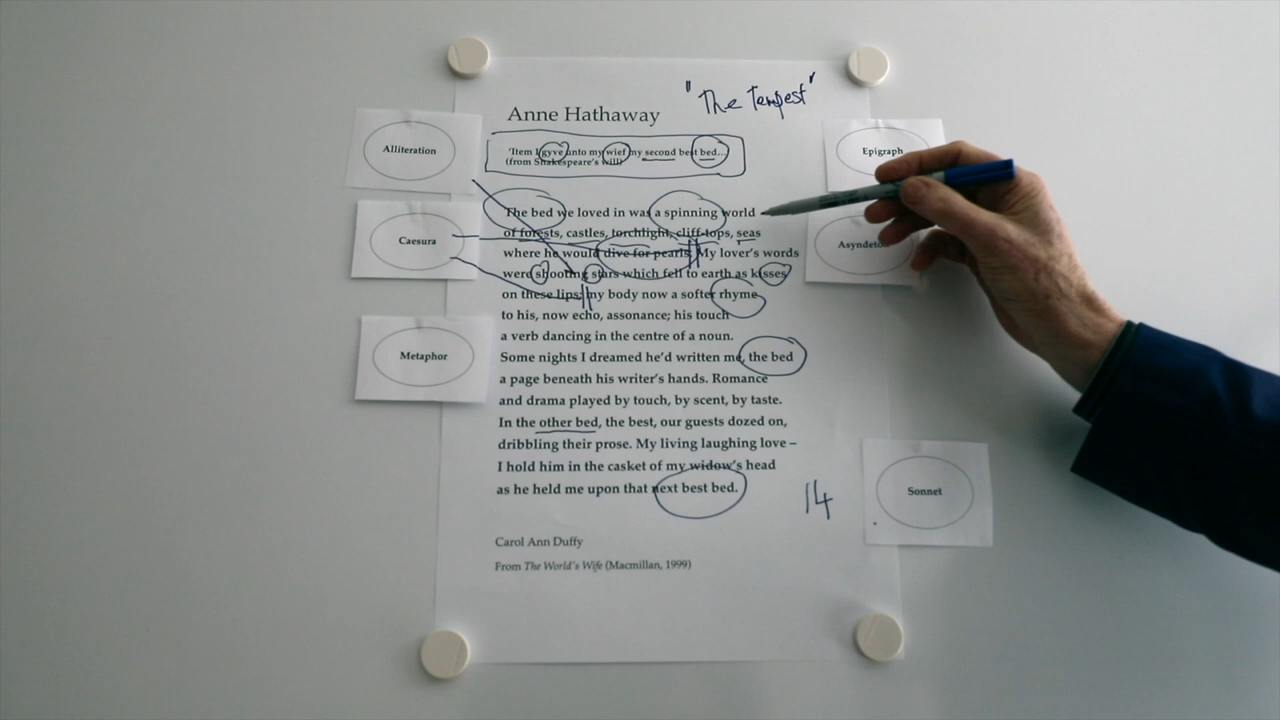 "The Tempest"
Anne Hathaway
'Item I gyve unto my wief my second best bed...
(from Shakespeare's will)
The bed we loved in was a spinning world
of forests, castles, torchlight, cliff-tops, seas
where he would dive for pearls. My lover's words
were shooting stars which fell to earth as kisses
on these lips; my body now a softer rhyme
to his, now echo, assonance; his touch
a verb dancing in the centre of a noun.
Some nights I dreamed he'd written me, the bed
a page beneath his writer's hands. Romance
and drama played by touch, by scent, by taste.
In the other bed, the best, our guests dozed on,
dribbling their prose. My living laughing love –
I hold him in the casket of my widow's head
as he held me upon that next best bed.
14
Carol Ann Duffy
From The World's Wife (Macmillan, 1999)
Alliteration
Caesura
Metaphor
Epigraph
Asyndeton
Sonnet